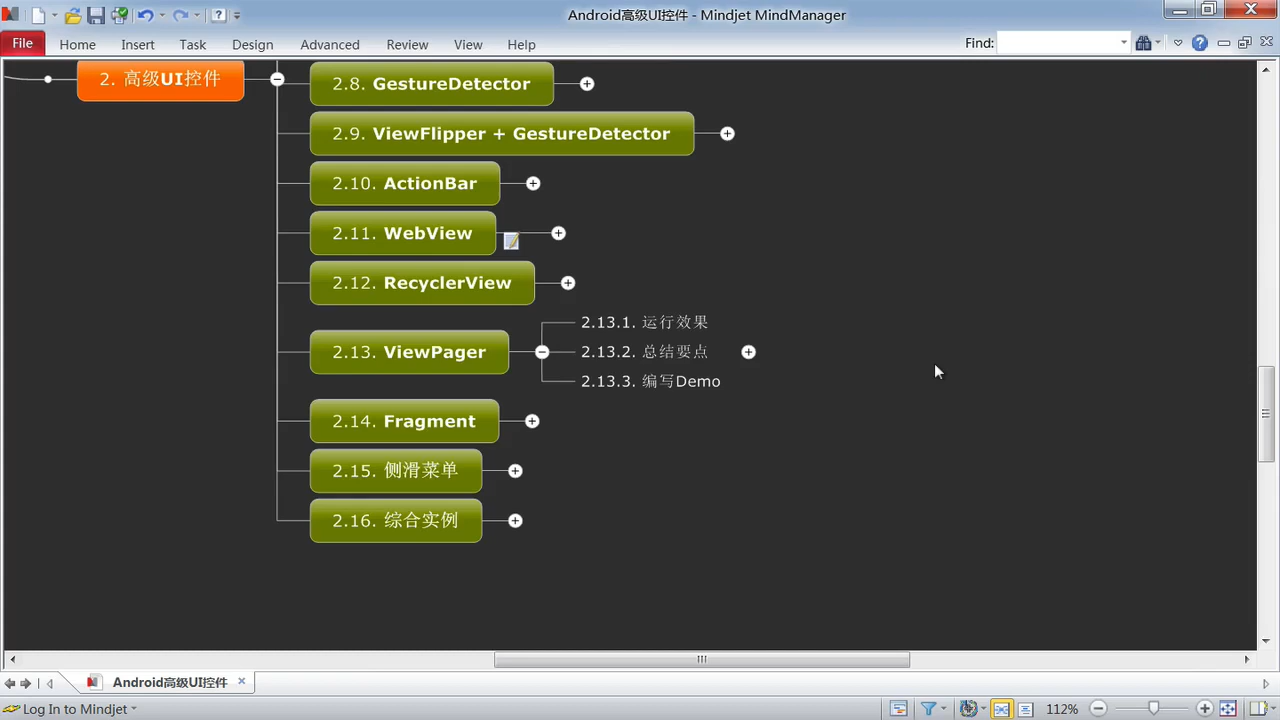 Android高级UI控件 - Mindjet MindManager
File Home Insert Task Design Advanced Review View Help Find:
2. 高级UI控件
2.8. GestureDetector
2.9. ViewFlipper + GestureDetector
2.10. ActionBar
2.11. WebView
2.12. RecyclerView
2.13. ViewPager
2.13.1. 运行效果
2.13.2. 总结要点
2.13.3. 编写Demo
2.14. Fragment
2.15. 侧滑菜单
2.16. 综合实例
Android高级UI控件
Log In to Mindjet
112%